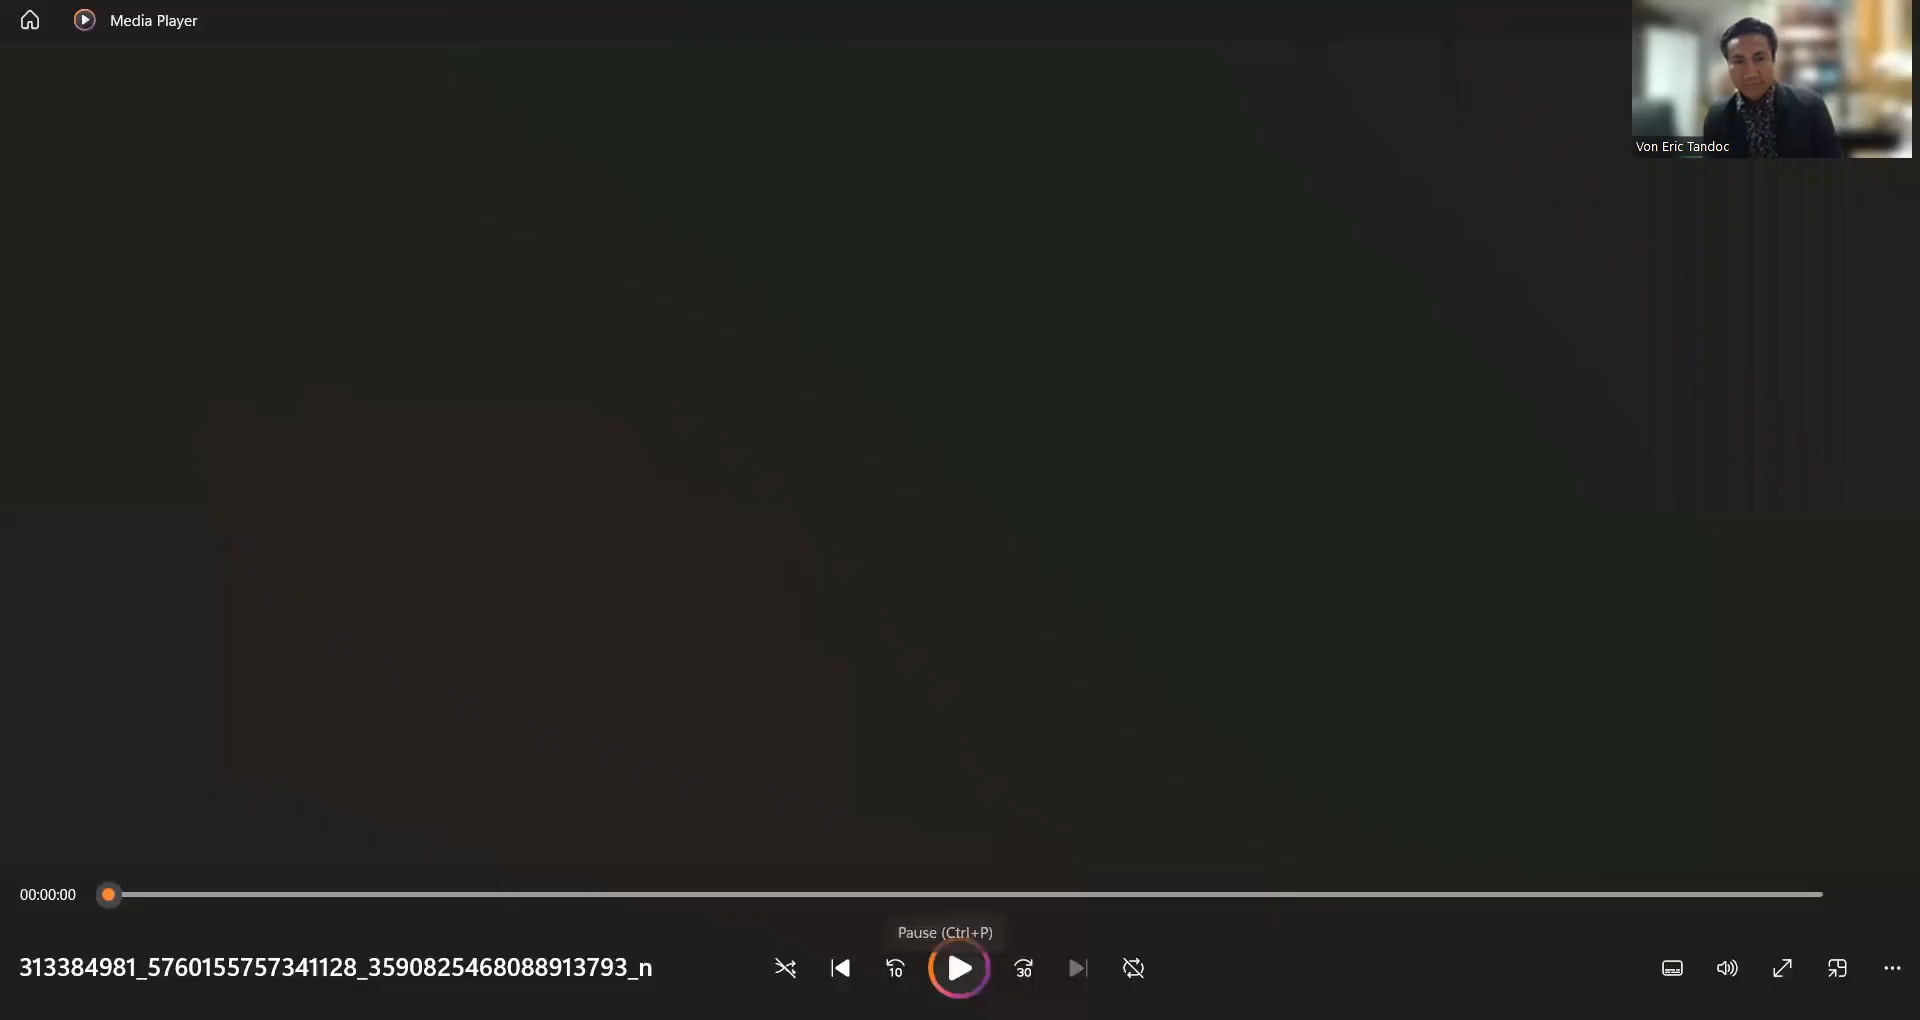 Media Player
Von Eric Tandoc
00:00:00
Pause (Ctrl+P)
313384981_5760155757341128_3590825468088913793_n
10
30